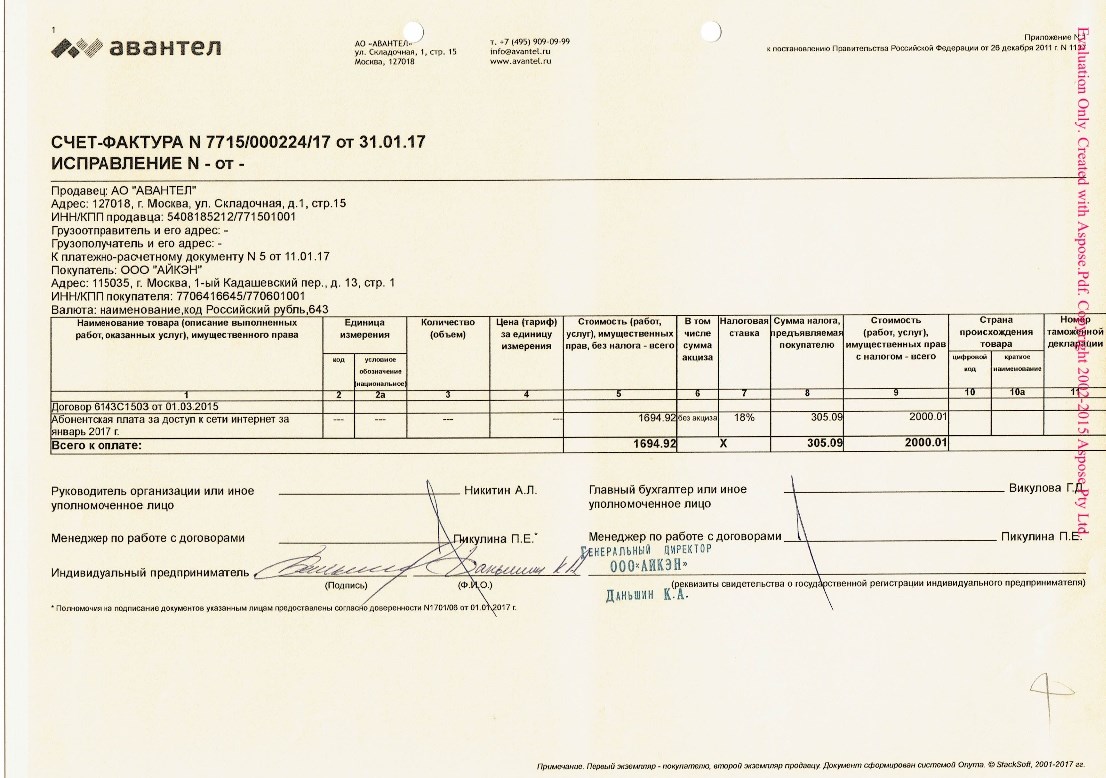 1
авантел
АО «АВАНТЕЛ»
ул. Складочная, 1, стр. 15
Москва, 127018
т. +7 (495) 909-09-99
info@avantel.ru
www.avantel.ru
Приложение N
к постановлению Правительства Российской Федерации от 26 декабря 2011 г. N
СЧЕТ-ФАКТУРА N 7715/000224/17 от 31.01.17
ИСПРАВЛЕНИЕ N - от -
Продавец: АО "АВАНТЕЛ"
Адрес: 127018, г. Москва, ул. Складочная, д.1, стр.15
ИНН/КПП продавца: 5408185212/771501001
Грузоотправитель и его адрес: -
Грузополучатель и его адрес: -
К платежно-расчетному документу N 5 от 11.01.17
Покупатель: ООО "АЙКЭН"
Адрес: 115035, г. Москва, 1-ый Кадашевский пер., д. 13, стр. 1
ИНН/КПП покупателя: 7706416645/770601001
Валюта: наименование,код Российский рубль,643
Наименование товара (описание выполненных
работ, оказанных услуг), имущественного права
Единица
измерения
код
условное
обозначение
(национальное)
Количество
(объем)
Цена (тариф)
за единицу
измерения
Стоимость (работ,
услуг), имущественных
прав, без налога - всего
В том
числе
сумма
акциза
Налоговая
ставка
Сумма налога,
предъявляемая
покупателю
Стоимость
(работ, услуг),
имущественных прав
с налогом - всего
Страна
происхождения
товара
цифровой
код
краткое
наименование
Номер
таможенной
декларации
1 2 2а 3 4 5 6 7 8 9 10 10а 11
Договор 6143С1503 от 01.03.2015
Абонентская плата за доступ к сети интернет за --- --- --- --- 1694.92 без акциза 18% 305.09 2000.01
январь 2017 г.
Всего к оплате: 1694.92 X 305.09 2000.01
Руководитель организации или иное Никитин А.Л.
уполномоченное лицо
Главный бухгалтер или иное Викулова Г.Д.
уполномоченное лицо
Менеджер по работе с договорами Пикулина П.Е.*
Менеджер по работе с договорами Пикулина П.Е.
Индивидуальный предприниматель Даньшин К.А.
(Подпись) (Ф.И.О.)
ГЕНЕРАЛЬНЫЙ ДИРЕКТОР
ООО«АЙКЭН»
ДАНЬШИН К.А.
(реквизиты свидетельства о государственной регистрации индивидуального предпринимателя)
* Полномочия на подписание документов указанным лицам предоставлены согласно доверенности N1701/06 от 01.01.2017 г.
Примечание. Первый экземпляр - покупателю, второй экземпляр продавцу. Документ сформирован системой Опута. © StackSoft, 2001-2017 гг.
Evaluation Only. Created with Aspose.Pdf. Copyright 2002-2015 Aspose Pty Ltd.